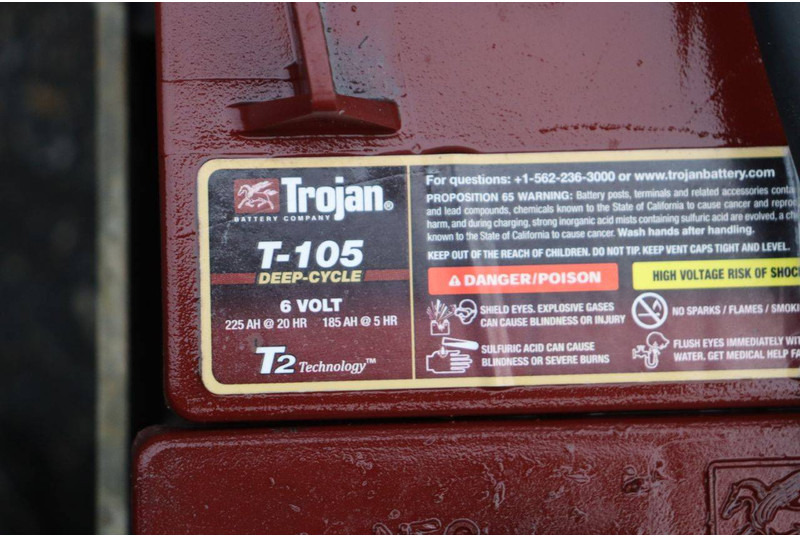 Trojan®
BATTERY COMPANY
T-105
DEEP-CYCLE
6 VOLT
225 AH @ 20 HR 185 AH @ 5 HR
T2 Technology™
For questions: +1-562-236-3000 or www.trojanbattery.com
PROPOSITION 65 WARNING: Battery posts, terminals and related accessories
and lead compounds, chemicals known to the State of California to cause cancer and
harm, and during charging, strong inorganic acid mists containing sulfuric acid are evolved, a
known to the State of California to cause cancer. Wash hands after handling.
KEEP OUT OF THE REACH OF CHILDREN. DO NOT TIP. KEEP VENT CAPS TIGHT AND LEVEL.
DANGER/POISON
HIGH VOLTAGE RISK OF SHOC
SHIELD EYES. EXPLOSIVE GASES
CAN CAUSE BLINDNESS OR INJURY
NO SPARKS / FLAMES / SMOKI
SULFURIC ACID CAN CAUSE
BLINDNESS OR SEVERE BURNS
FLUSH EYES IMMEDIATELY WIT
WATER. GET MEDICAL HELP FA